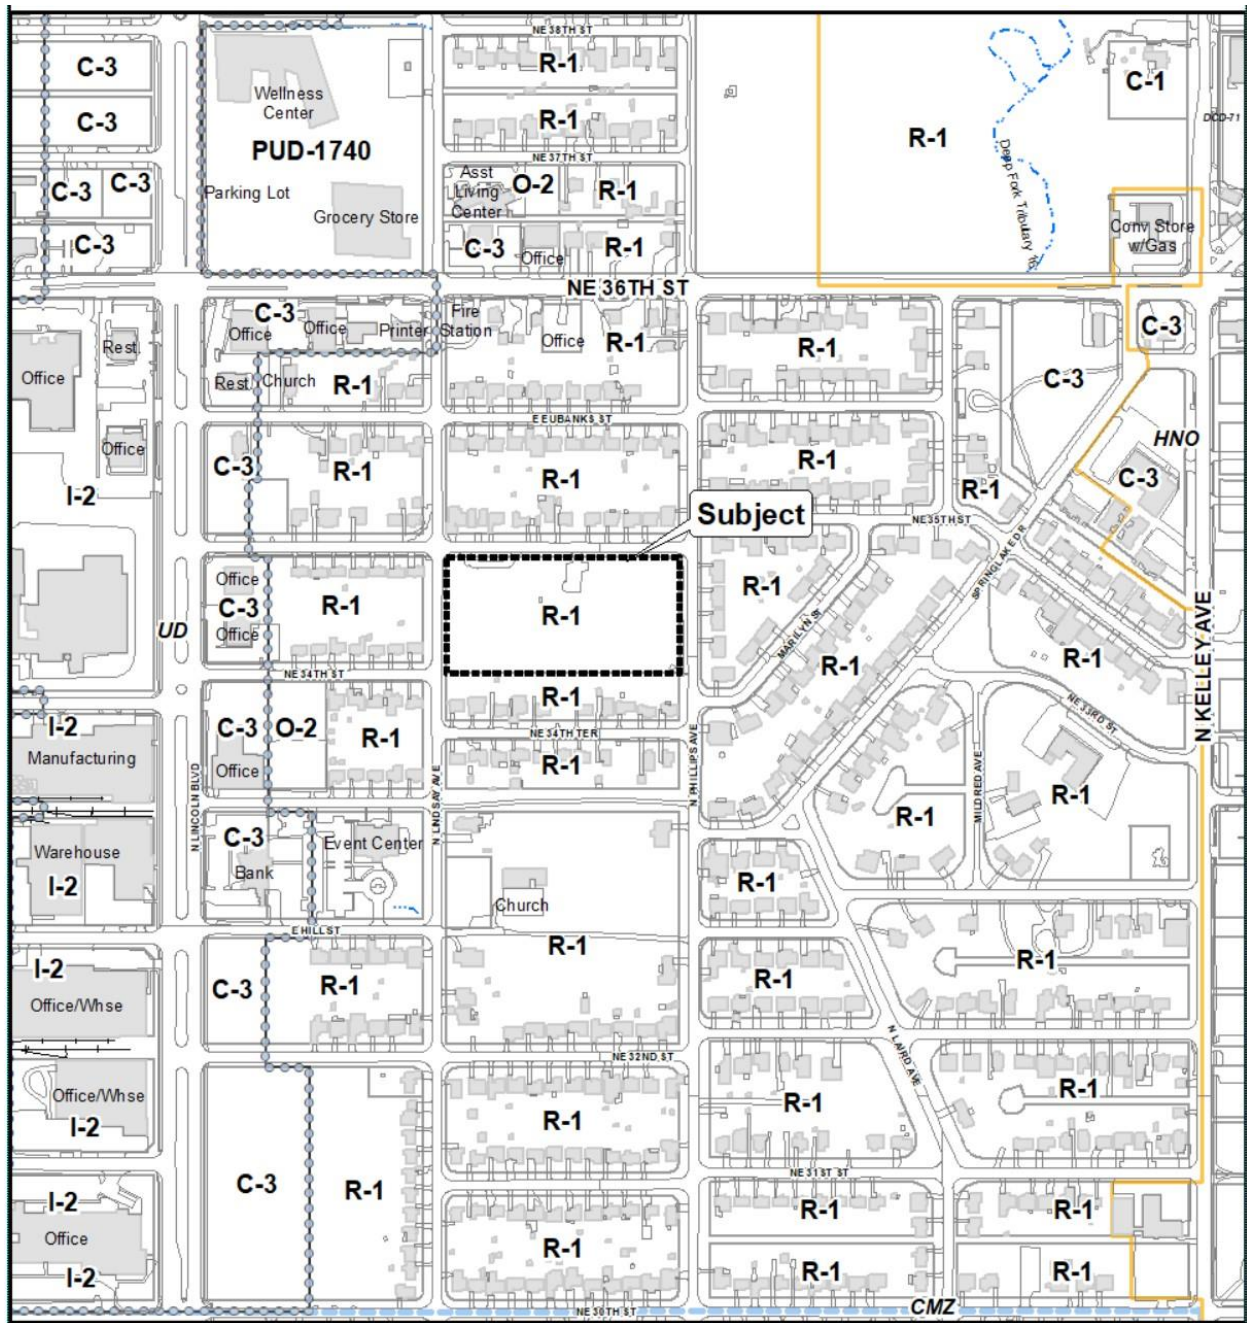 NE 38TH ST
C-3
R-1
C-1
Wellness
Center
C-3
R-1
DCD-71
PUD-1740
R-1
NE 37TH ST
Deep Fork Tributary 16
C-3
C-3
Parking Lot
Asst
Living
Center
O-2
R-1
Grocery Store
C-3
C-3
Office
R-1
Conv Store
w/Gas
NE 36TH ST
C-3
Office
Office
Printer
Fire
Station
Office
R-1
R-1
C-3
Rest.
Office
Rest.
Church
R-1
C-3
E EUBANKS ST
Office
C-3
R-1
R-1
R-1
R-1
HNO
C-3
I-2
Subject
NE 35TH ST
SPRINGLAKE DR
Office
C-3
Office
R-1
R-1
R-1
MARILYN ST
R-1
R-1
N KELLEY AVE
UD
NE 34TH ST
R-1
NE 33RD ST
I-2
Manufacturing
C-3
O-2
R-1
Office
NE 34TH TER
R-1
N LINCOLN BLVD
N LINDSAY AVE
N PHILLIPS AVE
MILDRED AVE
R-1
R-1
Warehouse
I-2
C-3
Bank
Event Center
Church
R-1
E HILL ST
R-1
I-2
Office/Whse
C-3
R-1
R-1
R-1
N LAIRD AVE
NE 32ND ST
Office/Whse
I-2
R-1
R-1
R-1
C-3
R-1
NE 31ST ST
I-2
Office
I-2
R-1
R-1
R-1
R-1
R-1
CMZ
NE 30TH ST